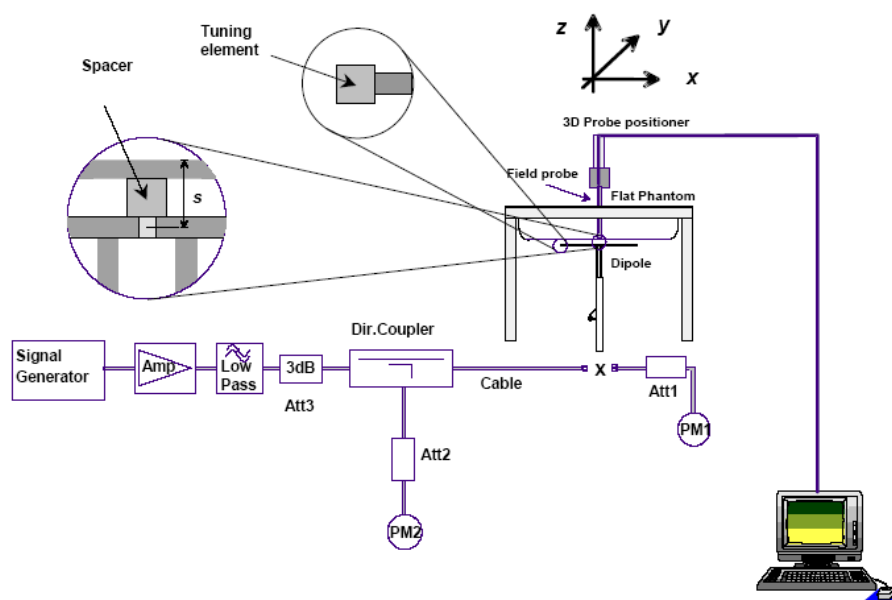 Tuning
element
Spacer
s
z
y
x
3D Probe positioner
Field probe
Flat Phantom
Dipole
Dir.Coupler
Signal
Generator
Amp
Low
Pass
3dB
Att3
Cable
X
Att1
PM1
Att2
PM2